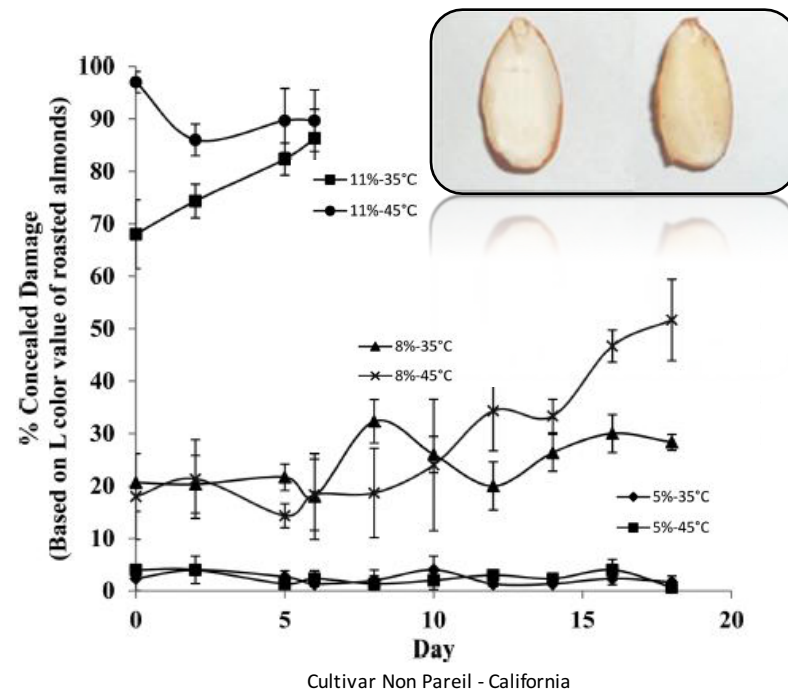 % Concealed Damage
(Based on L color value of roasted almonds)
100
90
80
70
60
50
40
30
20
10
0
11%-35°C
11%-45°C
8%-35°C
8%-45°C
5%-35°C
5%-45°C
0
5
10
15
20
Day
Cultivar Non Pareil - California